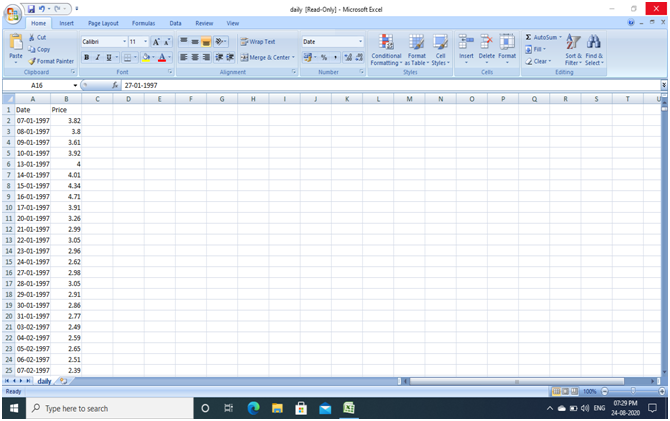 daily [Read-Only] - Microsoft Excel
Home Insert Page Layout Formulas Data Review View
Paste
Cut
Copy
Format Painter
Clipboard
Calibri 11 A A
B I U A
Font
Wrap Text
Merge & Center
Alignment
Date
% ,
Number
Conditional Formatting
Format as Table
Cell Styles
Styles
Insert Delete Format
Cells
Σ AutoSum
Fill
Clear
Sort & Filter
Find & Select
Editing
A16 fx 27-01-1997
A B C D E F G H I J K L M N O P Q R S T U
1 Date Price
2 07-01-1997 3.82
3 08-01-1997 3.8
4 09-01-1997 3.61
5 10-01-1997 3.92
6 13-01-1997 4
7 14-01-1997 4.01
8 15-01-1997 4.34
9 16-01-1997 4.71
10 17-01-1997 3.91
11 20-01-1997 3.26
12 21-01-1997 2.99
13 22-01-1997 3.05
14 23-01-1997 2.96
15 24-01-1997 2.62
16 27-01-1997 2.98
17 28-01-1997 3.05
18 29-01-1997 2.91
19 30-01-1997 2.86
20 31-01-1997 2.77
21 03-02-1997 2.49
22 04-02-1997 2.59
23 05-02-1997 2.65
24 06-02-1997 2.51
25 07-02-1997 2.39
daily
Ready 100%
Type here to search
ENG
07:29 PM
24-08-2020